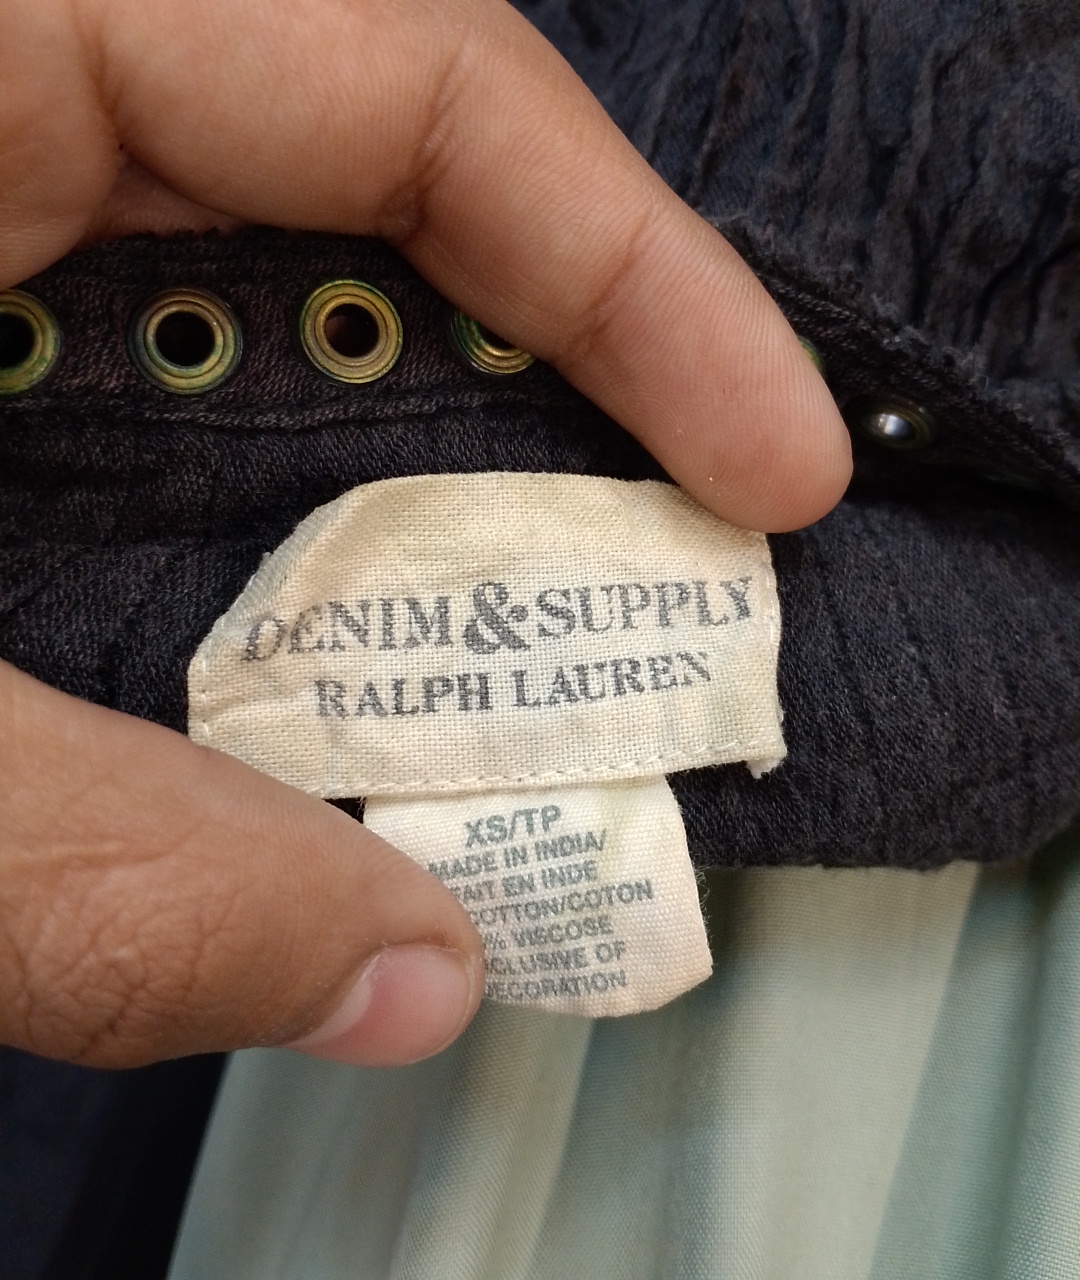 DENIM & SUPPLY
RALPH LAUREN
XS/TP
MADE IN INDIA/
FAIT EN INDE
COTTON/COTON
% VISCOSE
EXCLUSIVE OF
DECORATION